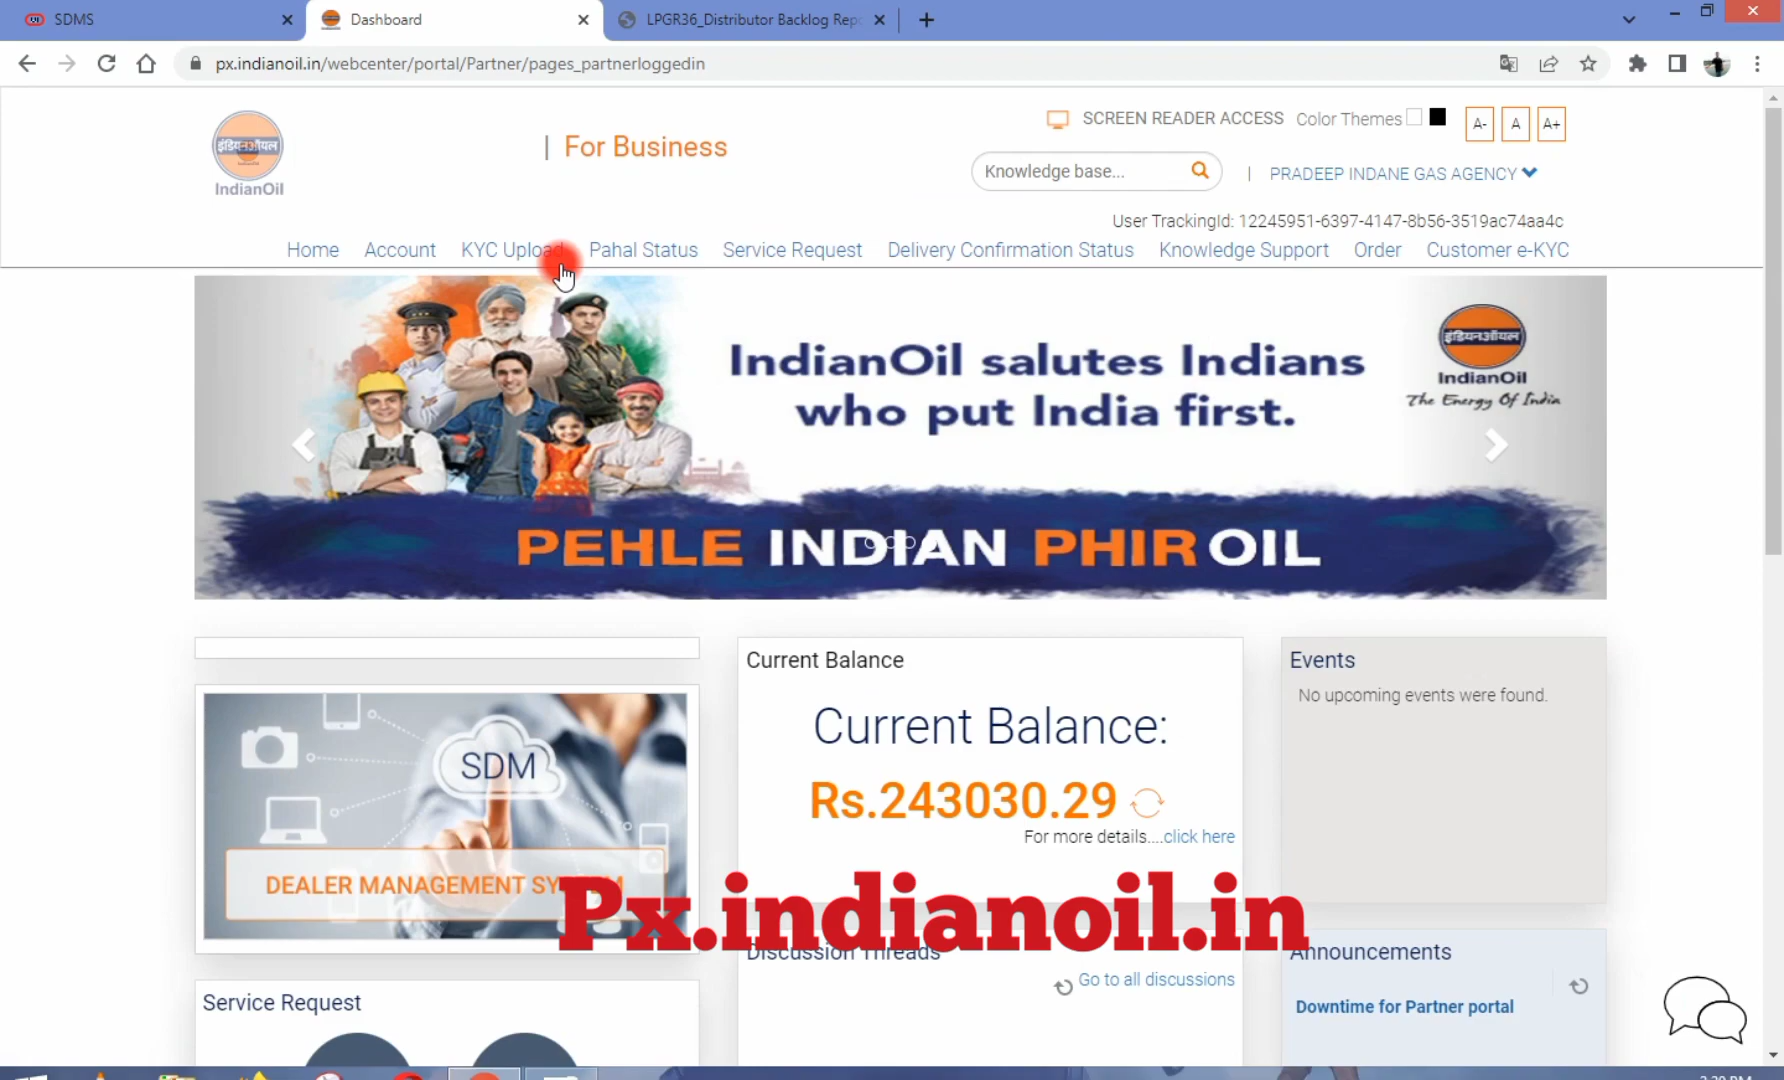 SDMS
Dashboard
LPGR36_Distributor Backlog Repo
px.indianoil.in/webcenter/portal/Partner/pages_partnerloggedin
SCREEN READER ACCESS Color Themes A- A A+
इंडियनऑयल
IndianOil
| For Business
Knowledge base...
| PRADEEP INDANE GAS AGENCY
User TrackingId: 12245951-6397-4147-8b56-3519ac74aa4c
Home Account KYC Upload Pahal Status Service Request Delivery Confirmation Status Knowledge Support Order Customer e-KYC
IndianOil salutes Indians
who put India first.
इंडियनऑयल
IndianOil
The Energy Of India
PEHLE INDIAN PHIR OIL
SDM
DEALER MANAGEMENT SYSTEM
Service Request
Current Balance
Current Balance:
Rs.243030.29
For more details....click here
Px.indianoil.in
Discussion Threads
Go to all discussions
Events
No upcoming events were found.
Announcements
Downtime for Partner portal